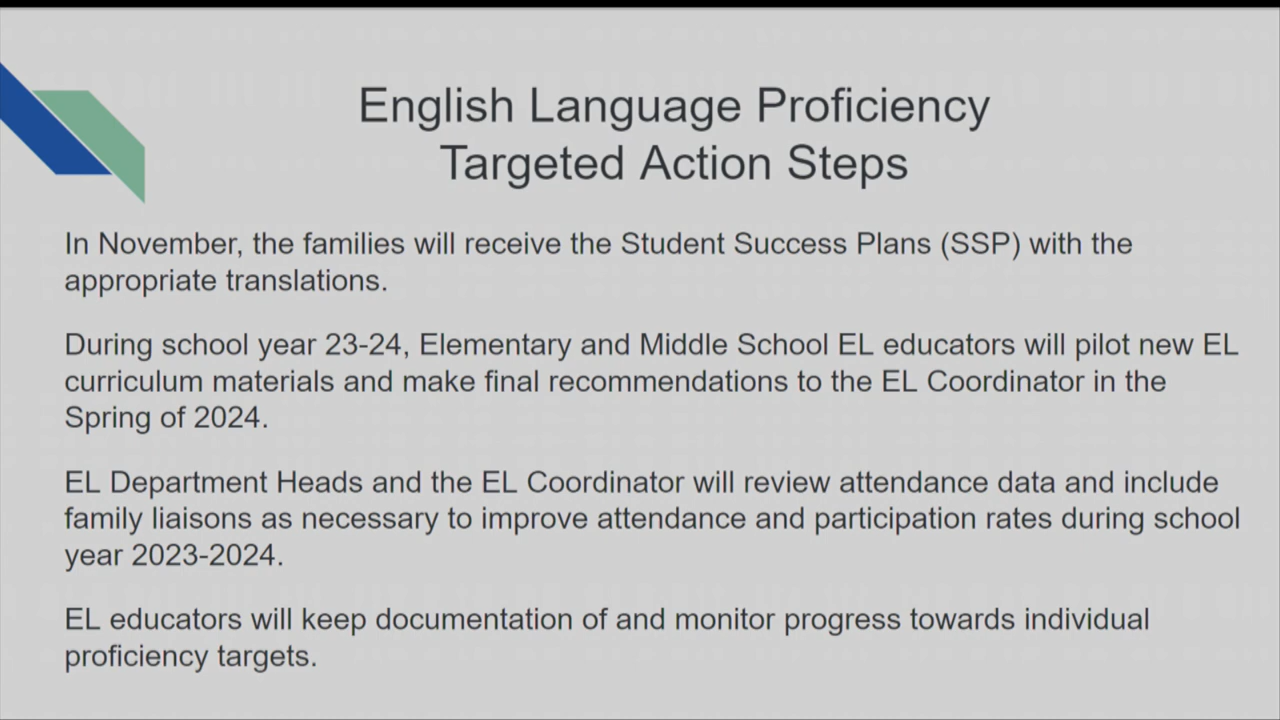 English Language Proficiency
Targeted Action Steps
In November, the families will receive the Student Success Plans (SSP) with the
appropriate translations.
During school year 23-24, Elementary and Middle School EL educators will pilot new EL
curriculum materials and make final recommendations to the EL Coordinator in the
Spring of 2024.
EL Department Heads and the EL Coordinator will review attendance data and include
family liaisons as necessary to improve attendance and participation rates during school
year 2023-2024.
EL educators will keep documentation of and monitor progress towards individual
proficiency targets.